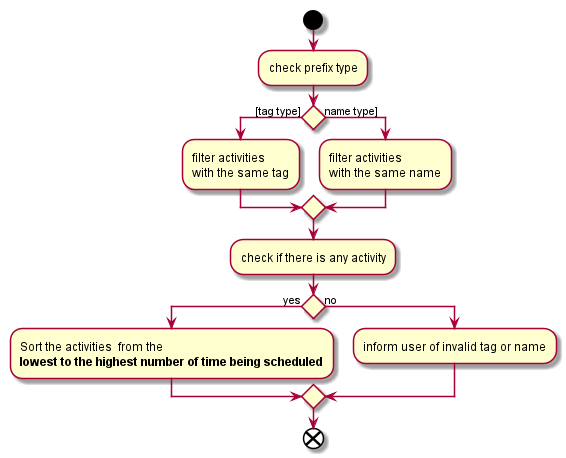 check prefix type
[tag type]
name type]
filter activities
with the same tag
filter activities
with the same name
check if there is any activity
yes
no
Sort the activities  from the
lowest to the highest number of time being scheduled
inform user of invalid tag or name